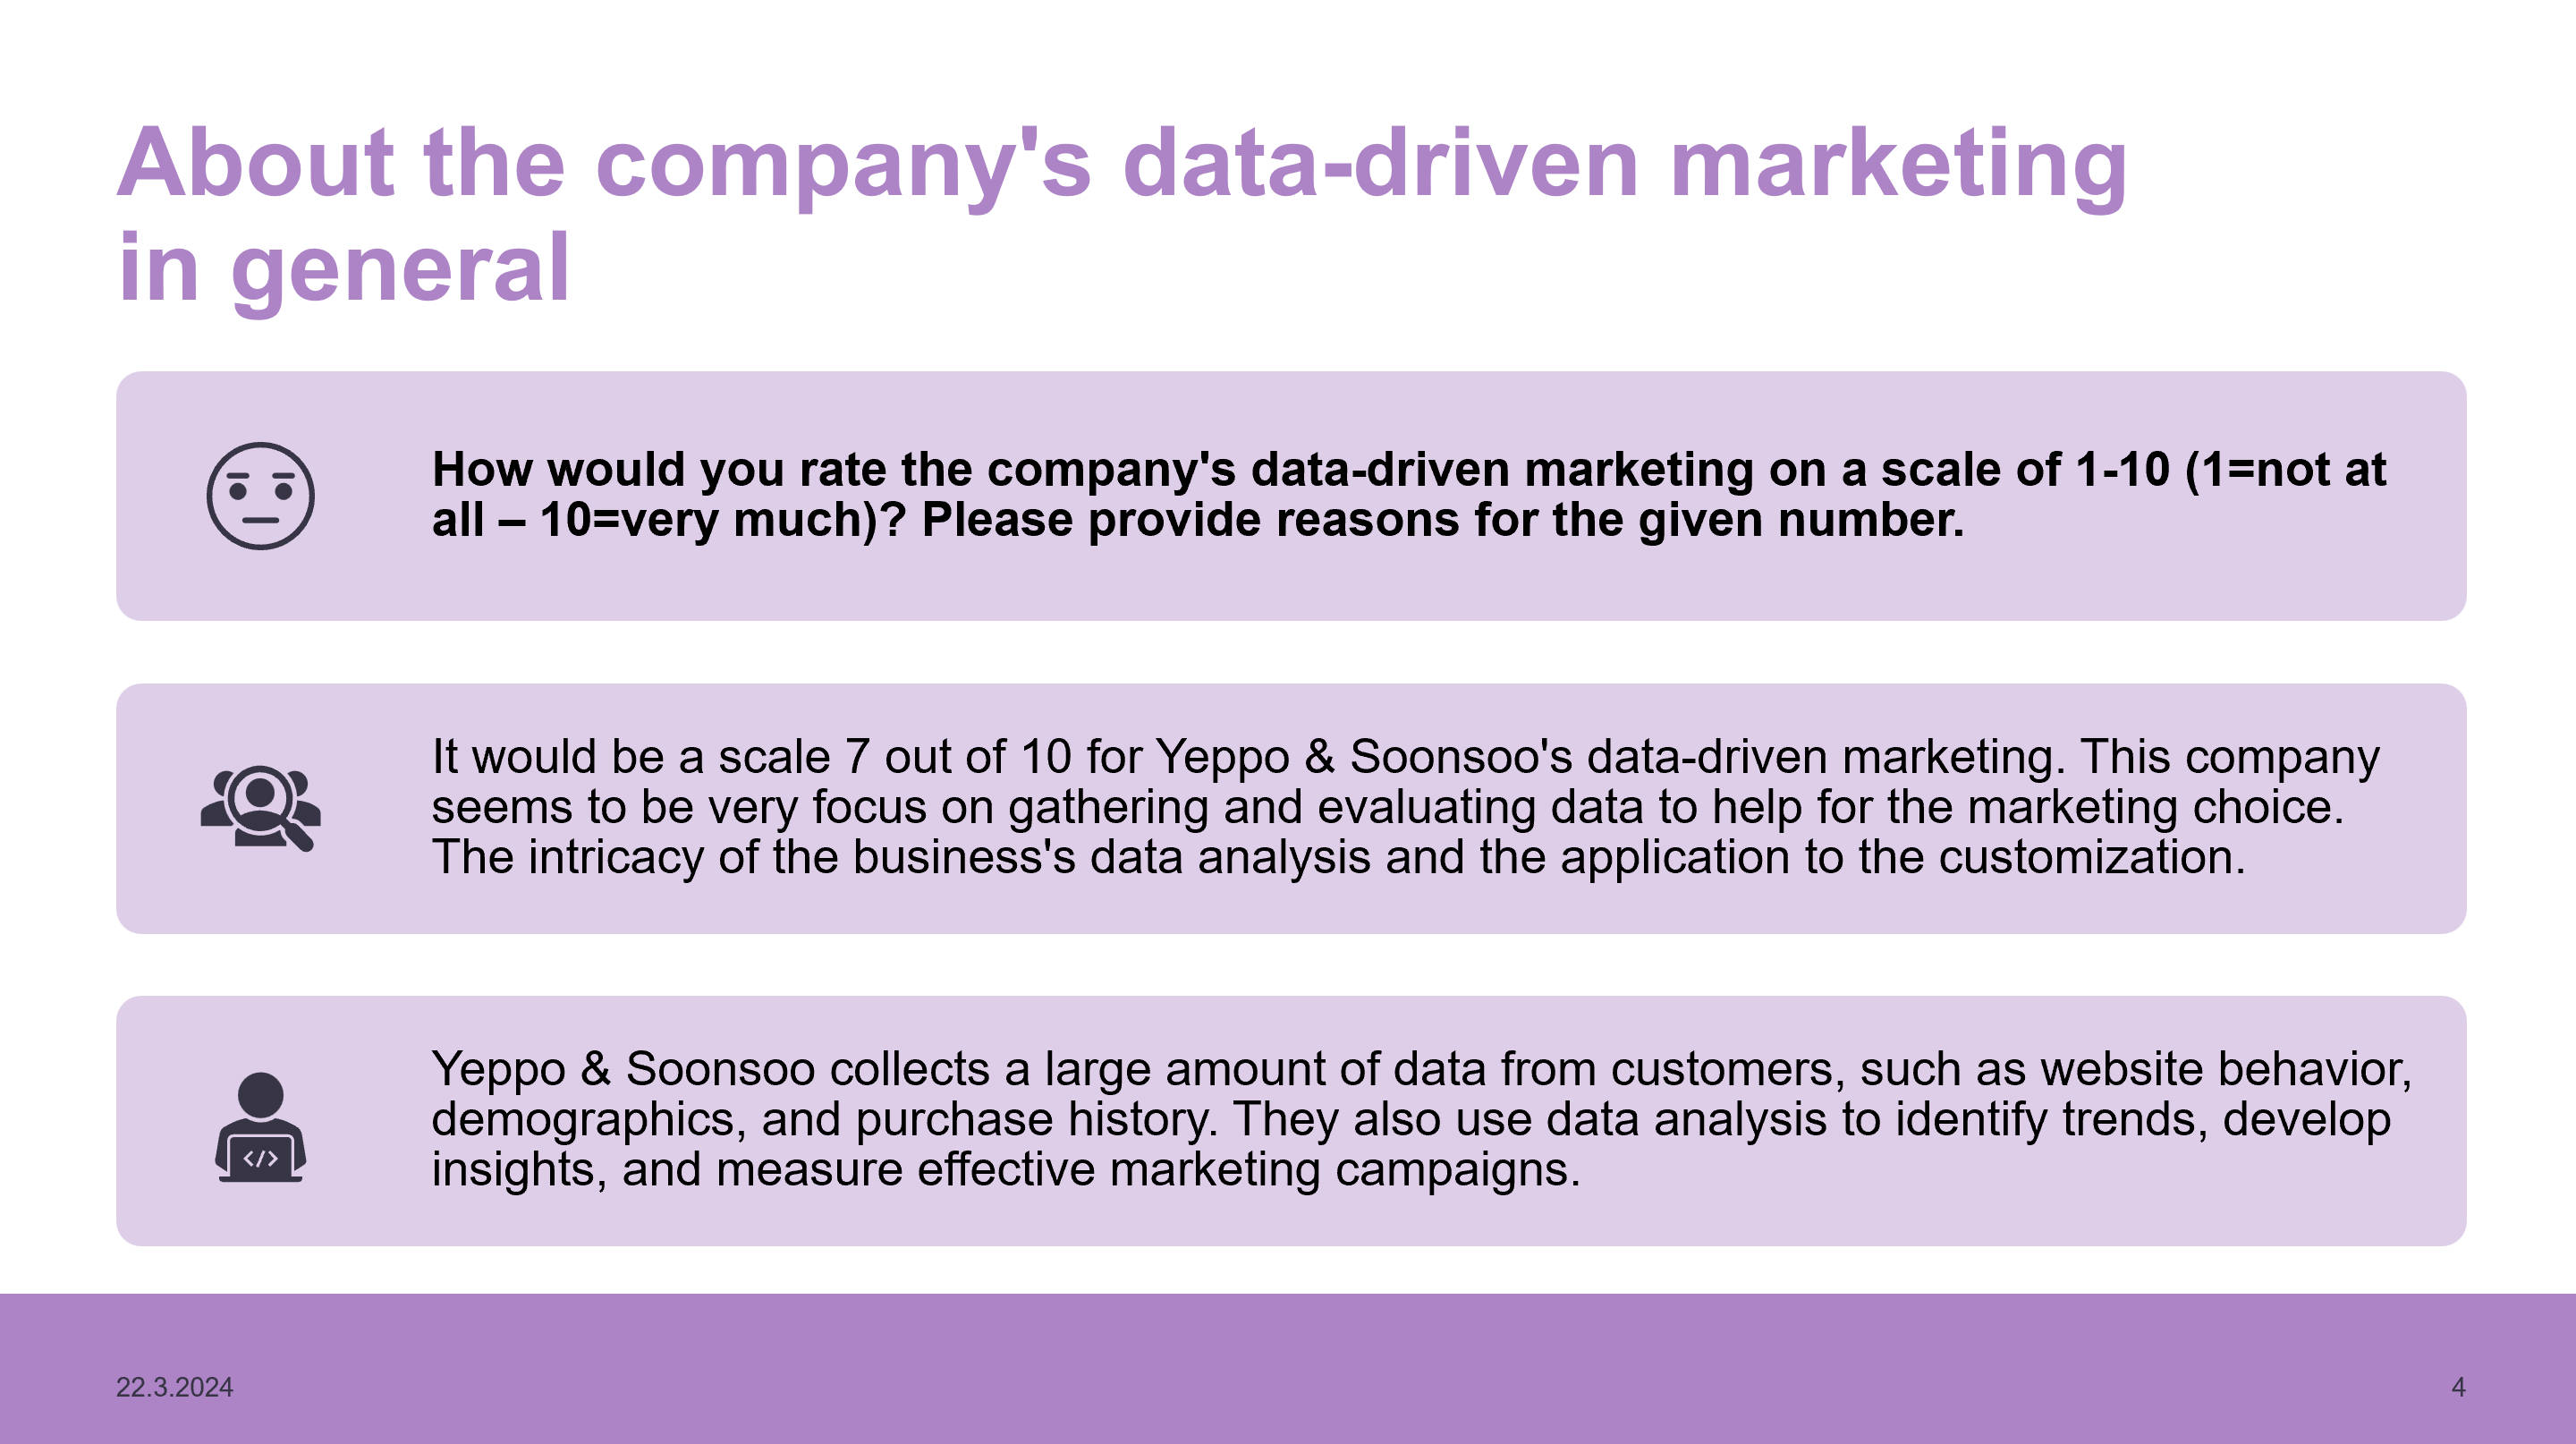 About the company's data-driven marketing
in general
How would you rate the company's data-driven marketing on a scale of 1-10 (1=not at
all – 10=very much)? Please provide reasons for the given number.
It would be a scale 7 out of 10 for Yeppo & Soonsoo's data-driven marketing. This company
seems to be very focus on gathering and evaluating data to help for the marketing choice.
The intricacy of the business's data analysis and the application to the customization.
Yeppo & Soonsoo collects a large amount of data from customers, such as website behavior,
demographics, and purchase history. They also use data analysis to identify trends, develop
insights, and measure effective marketing campaigns.
22.3.2024
4